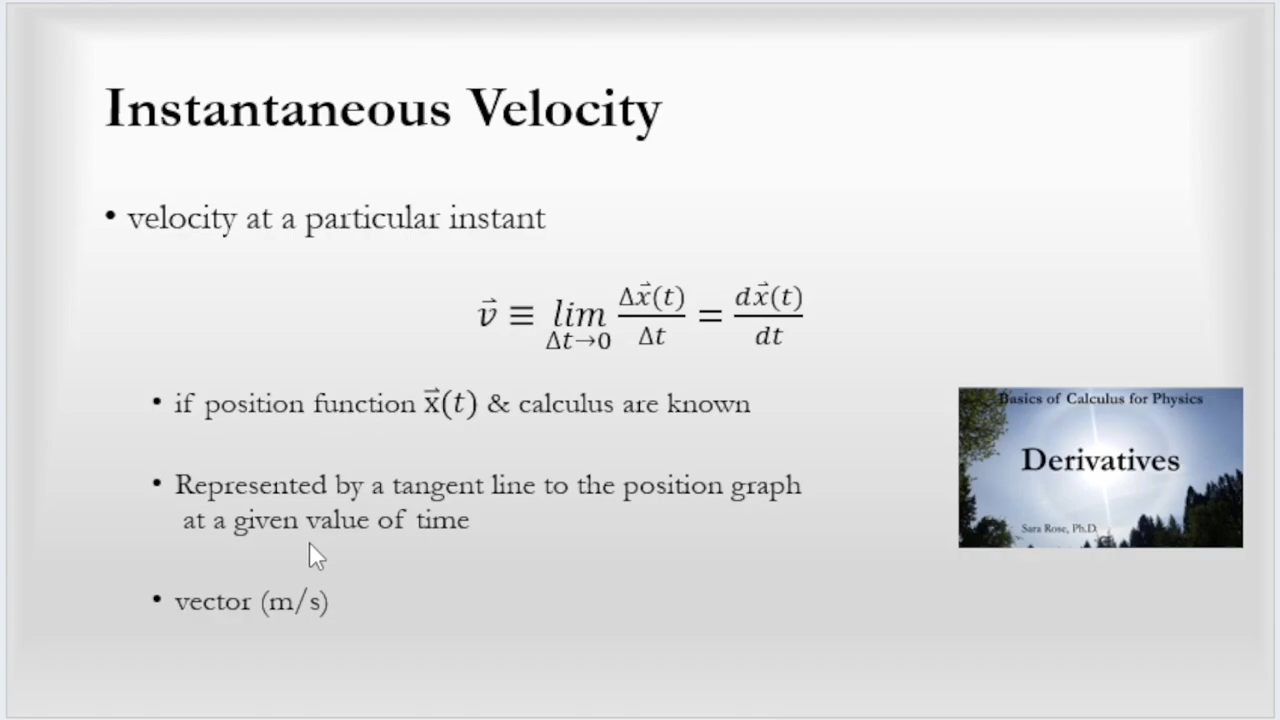 Instantaneous Velocity
• velocity at a particular instant
v⃗ ≡ lim Δt→0 Δx⃗(t)/Δt = dx⃗(t)/dt
• if position function x⃗(t) & calculus are known
• Represented by a tangent line to the position graph
at a given value of time
• vector (m/s)
Basics of Calculus for Physics
Derivatives
Sara Rose, Ph.D.